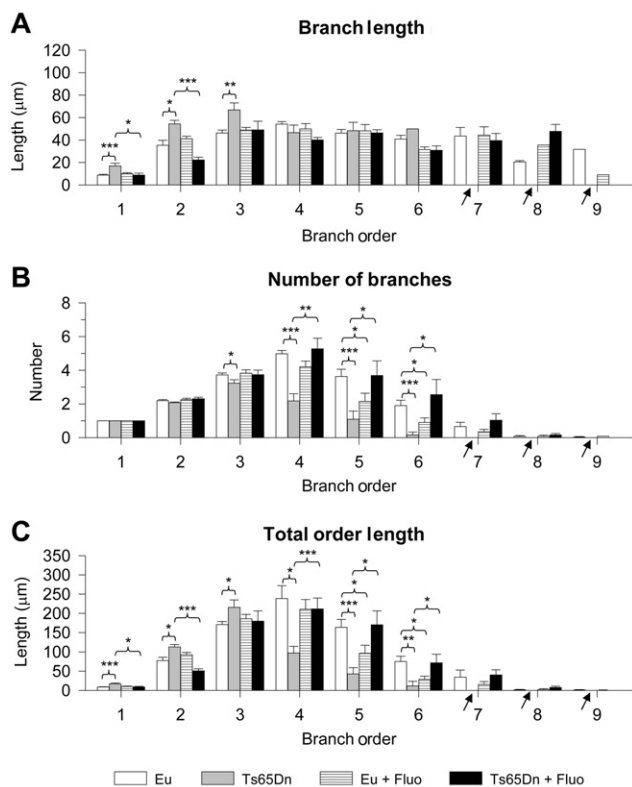 A
Branch length
120
100
80
60
40
20
0
Length (μm)
*** * * *** **
1 2 3 4 5 6 7 8 9
Branch order
B
Number of branches
8
6
4
2
0
Number
* *** ** *** * * *** * *
1 2 3 4 5 6 7 8 9
Branch order
C
Total order length
350
300
250
200
150
100
50
0
Length (μm)
*** * * *** * * *** *** * * ** * *
1 2 3 4 5 6 7 8 9
Branch order
Eu Ts65Dn Eu + Fluo Ts65Dn + Fluo